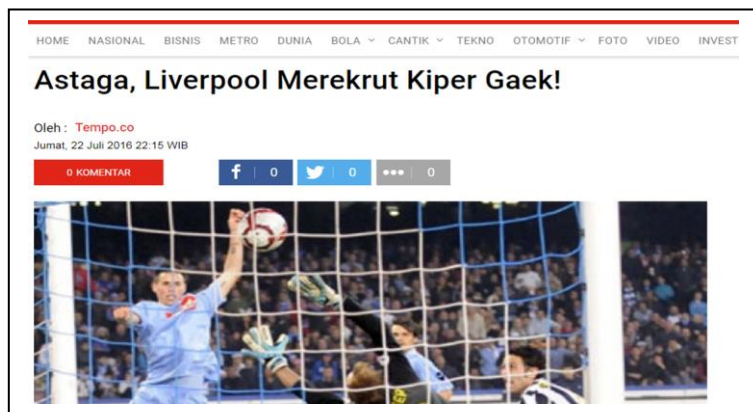 HOME NASIONAL BISNIS METRO DUNIA BOLA CANTIK TEKNO OTOMOTIF FOTO VIDEO INVEST
Astaga, Liverpool Merekrut Kiper Gaek!
Oleh : Tempo.co
Jumat, 22 Juli 2016 22:15 WIB
0 KOMENTAR f 0 0 0